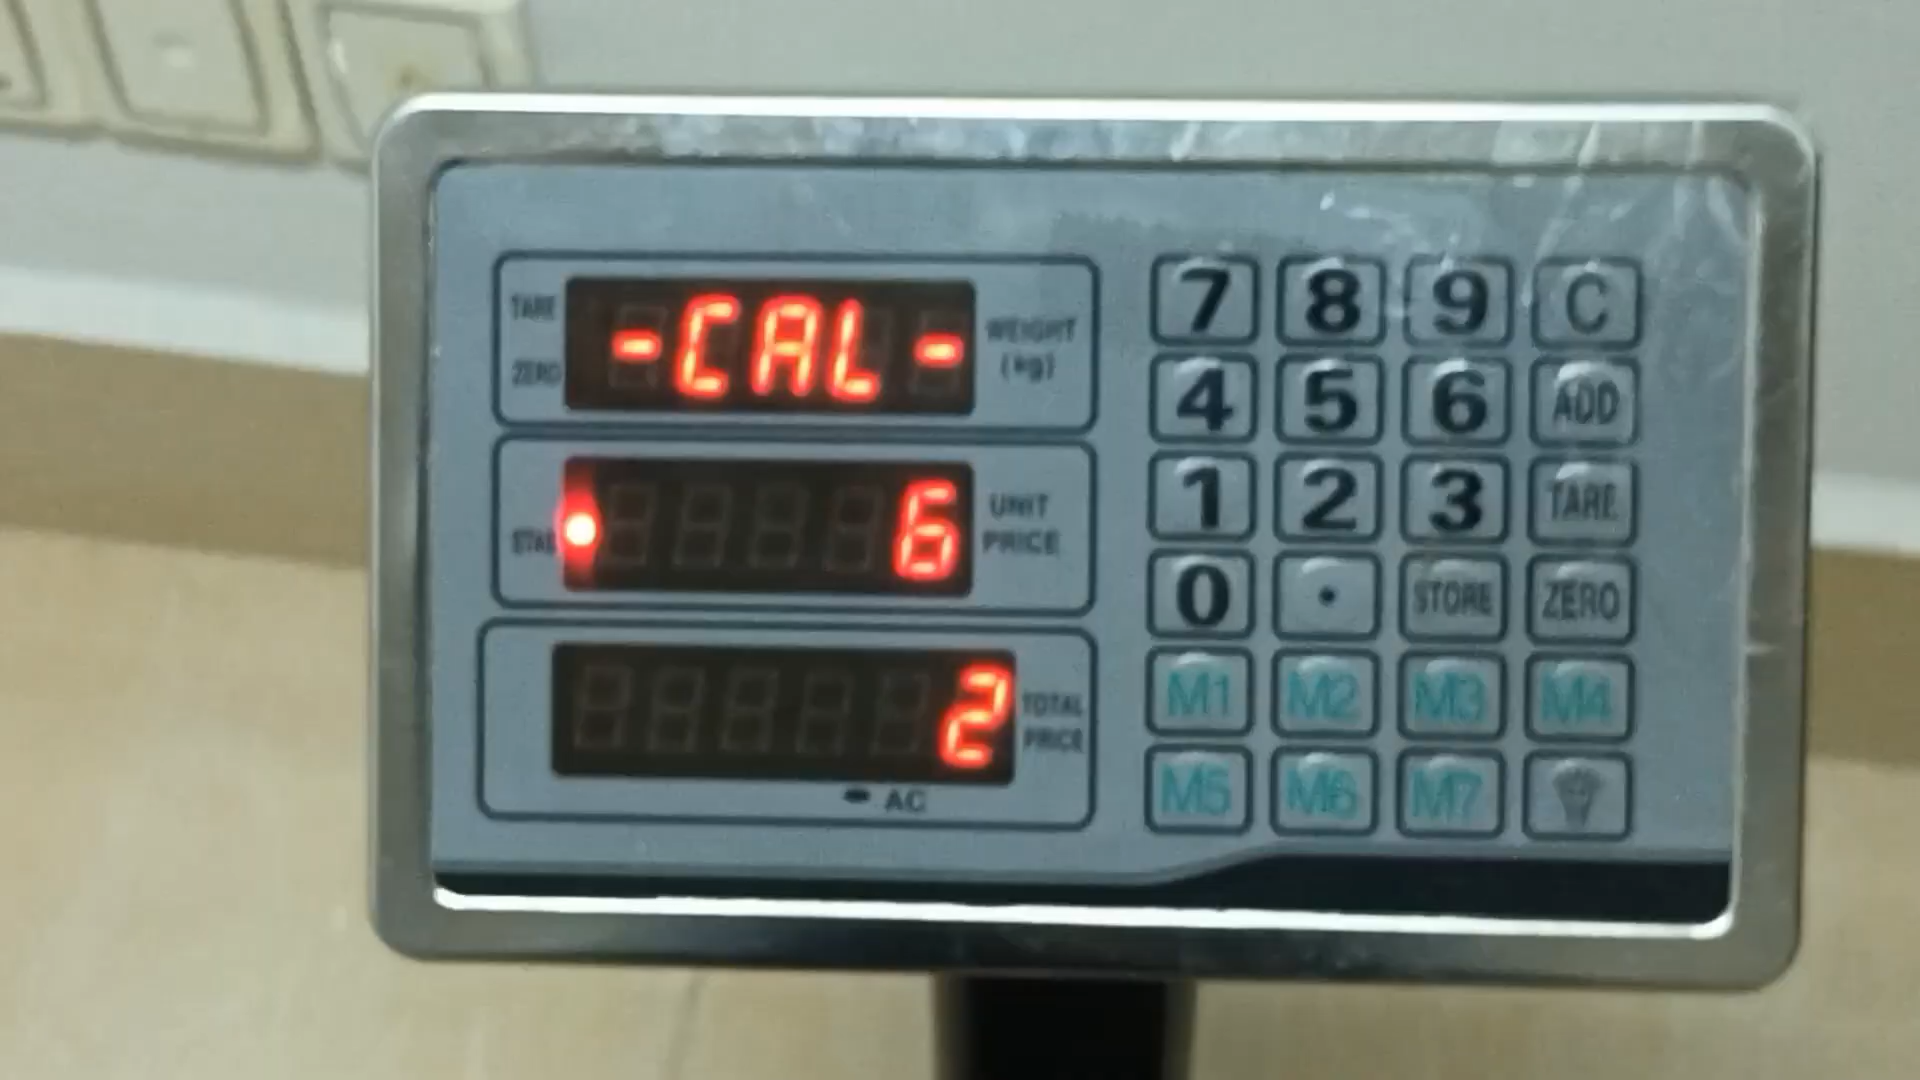 TARE
-CAL-
WEIGHT
ZERO
(kg)
6
UNIT
PRICE
2
TOTAL
PRICE
AC
7 8 9 C
4 5 6 ADD
1 2 3 TARE
0 . STORE ZERO
M1 M2 M3 M4
M5 M6 M7